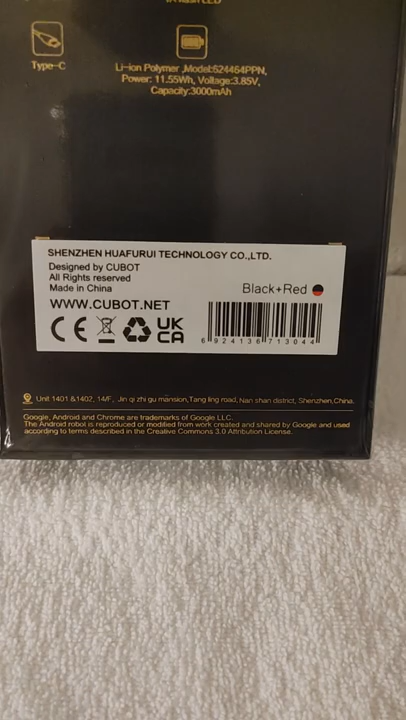 IR flash LED
Type-C
Li-ion Polymer ,Model:624464PPN,
Power: 11.55Wh, Voltage:3.85V,
Capacity:3000mAh
SHENZHEN HUAFURUI TECHNOLOGY CO.,LTD.
Designed by CUBOT
All Rights reserved
Made in China
Black+Red
WWW.CUBOT.NET
CE UK CA
6 924136 713044
Unit 1401 &1402, 14/F, Jin qi zhi gu mansion,Tang ling road, Nan shan district, Shenzhen,China.
Google, Android and Chrome are trademarks of Google LLC.
The Android robot is reproduced or modified from work created and shared by Google and used
according to terms described in the Creative Commons 3.0 Attribution License.